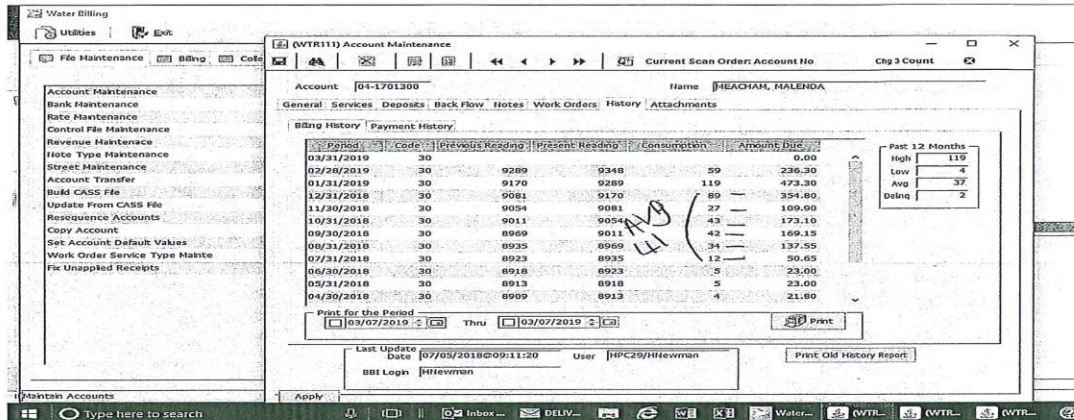 Water Billing
Utilities Exit
File Maintenance Billing Colle
Account Maintenance
Bank Maintenance
Rate Maintenance
Control File Maintenance
Revenue Maintenace
Note Type Maintenance
Street Maintenance
Account Transfer
Build CASS File
Update From CASS File
Resequence Accounts
Copy Account
Set Account Default Values
Work Order Service Type Mainte
Fix Unapplied Receipts
(WTR111) Account Maintenance
Current Scan Order: Account No Chg 3 Count
Account 04-1701300 Name MEACHAM, MALENDA
General Services Deposits Back Flow Notes Work Orders History Attachments
Billing History Payment History
Period Code Previous Reading Present Reading Consumption Amount Due
03/31/2019 30 0.00
02/28/2019 30 9289 9348 59 236.30
01/31/2019 30 9170 9289 119 473.30
12/31/2018 30 9081 9170 89 354.80
11/30/2018 30 9054 9081 27 109.90
10/31/2018 30 9011 9054 43 173.10
09/30/2018 30 8969 9011 42 169.15
08/31/2018 30 8935 8969 34 137.55
07/31/2018 30 8923 8935 12 50.65
06/30/2018 30 8918 8923 5 23.00
05/31/2018 30 8913 8918 5 23.00
04/30/2018 30 8909 8913 4 21.80
AVG
41
Past 12 Months
High 119
Low 4
Avg 37
Delnq 2
Print for the Period
03/07/2019 Thru 03/07/2019 Print
Last Update
Date 07/05/2018@09:11:20 User HPC29/HNewman
BBI Login HNewman
Print Old History Report
Apply
Maintain Accounts
Type here to search Inbox... DELIV... Water... (WTR... (WTR... (WTR...